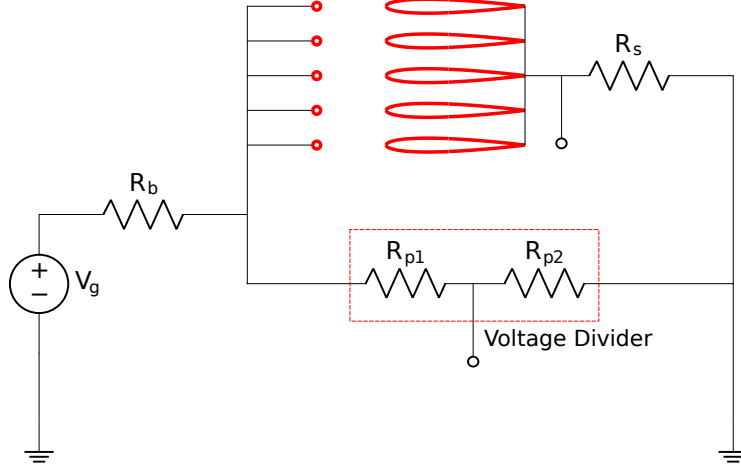 Rs
Rb
Rp1
Rp2
+
−
Vg
Voltage Divider